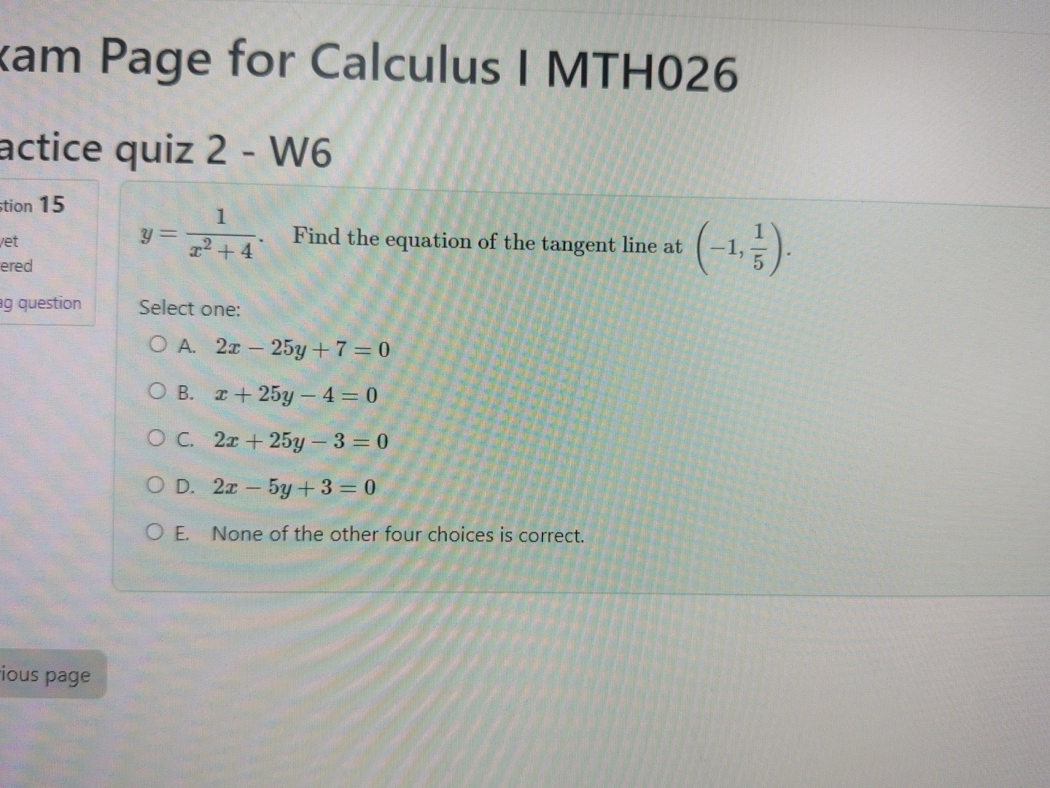 am Page for Calculus I MTH026
actice quiz 2 - W6
stion 15
yet
ered
ag question
y = 1/(x² + 4). Find the equation of the tangent line at (−1, 1/5).
Select one:
A. 2x − 25y + 7 = 0
B. x + 25y − 4 = 0
C. 2x + 25y − 3 = 0
D. 2x − 5y + 3 = 0
E. None of the other four choices is correct.
ious page